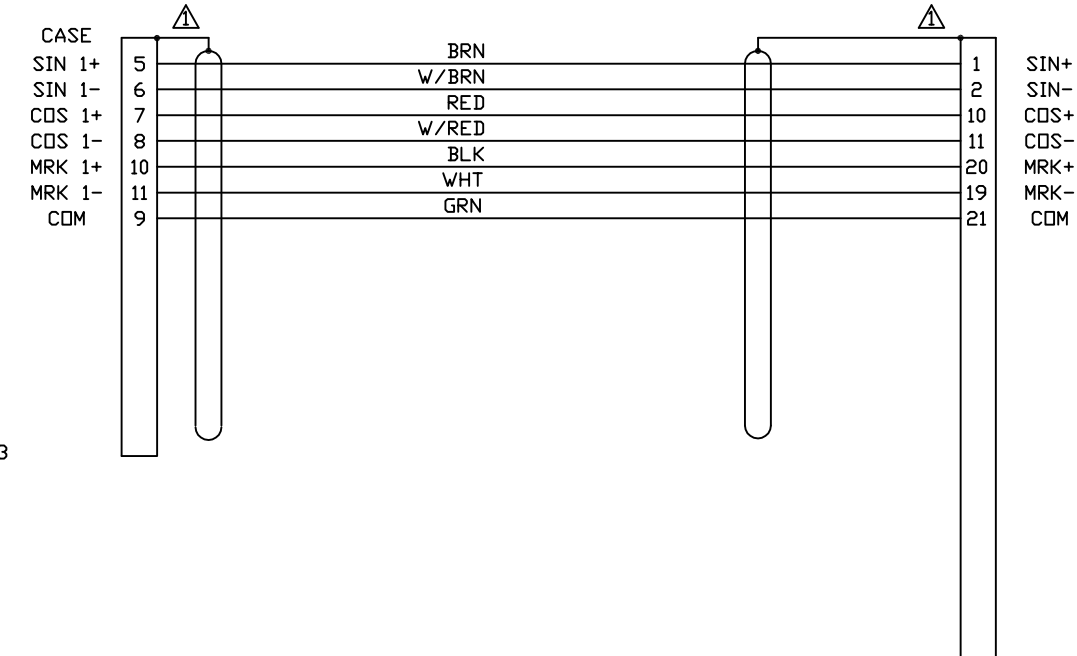 1 1
CASE
BRN
SIN 1+ 5 1 SIN+
W/BRN
SIN 1- 6 2 SIN-
RED
COS 1+ 7 10 COS+
W/RED
COS 1- 8 11 COS-
BLK
MRK 1+ 10 20 MRK+
WHT
MRK 1- 11 19 MRK-
GRN
COM 9 21 COM
3